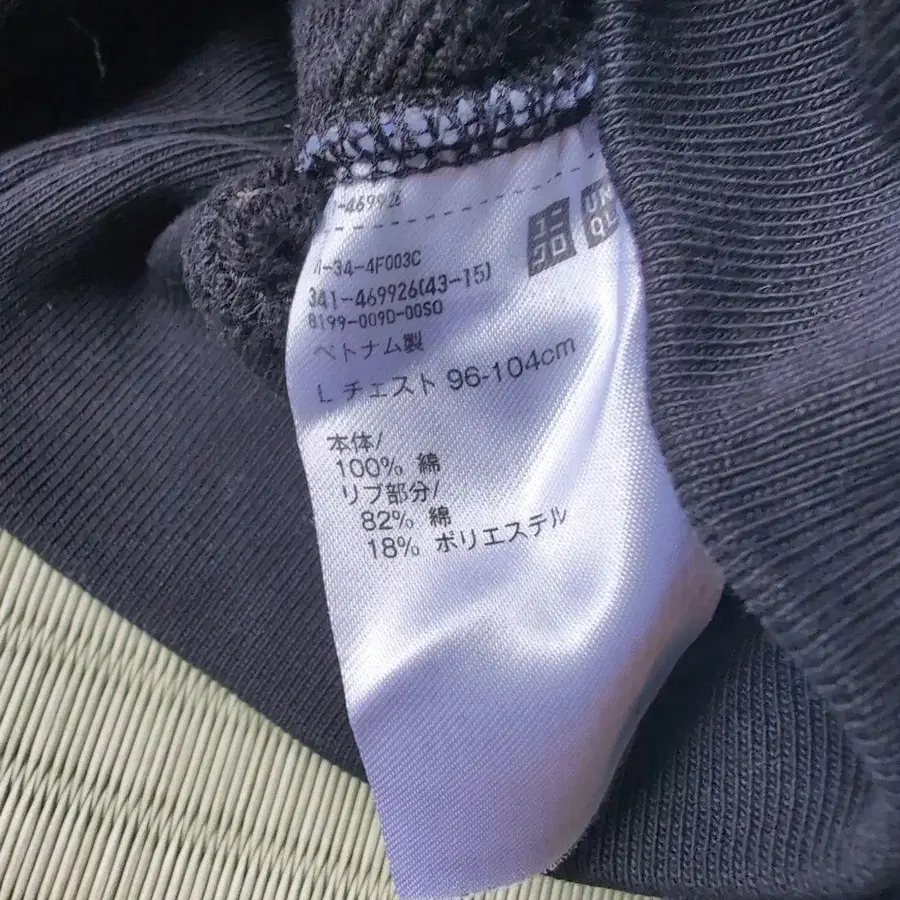 -469926
ユニ
クロ
UNI
QLO
-34-4F003C
341-469926(43-15)
8199-009D-00SO
ベトナム製
L チェスト 96-104cm
本体/
100% 綿
リブ部分/
82% 綿
18% ポリエステル